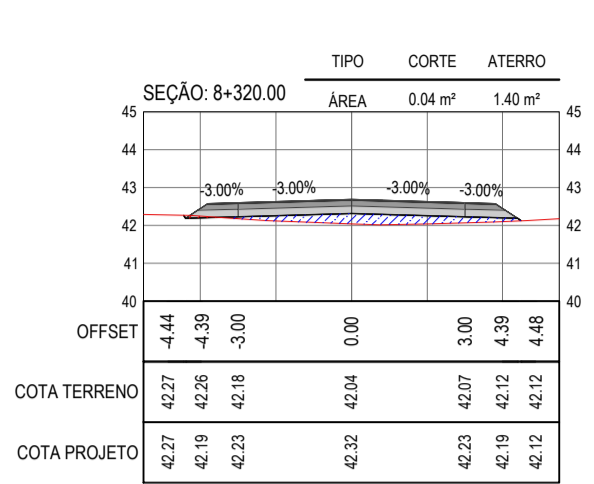 TIPO CORTE ATERRO
SEÇÃO: 8+320.00
ÁREA 0.04 m² 1.40 m²
45 45
44 44
43 43
-3.00% -3.00% -3.00% -3.00%
42 42
41 41
40 40
OFFSET -4.44 -4.39 -3.00 0.00 3.00 4.39 4.48
COTA TERRENO 42.27 42.26 42.18 42.04 42.07 42.12 42.12
COTA PROJETO 42.27 42.19 42.23 42.32 42.23 42.19 42.12